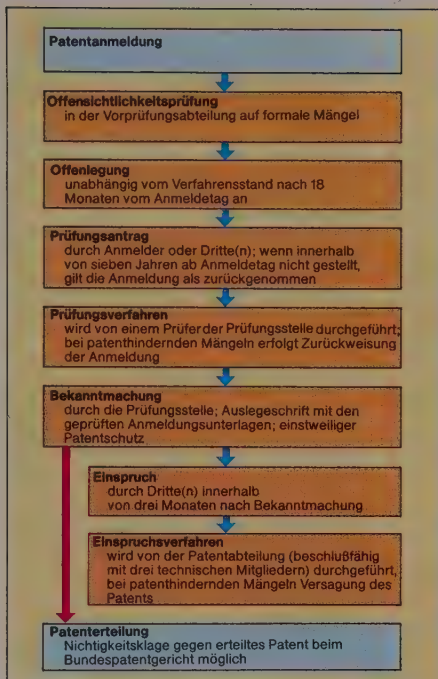 Patentanmeldung
Offensichtlichkeitsprüfung
in der Vorprüfungsabteilung auf formale Mängel
Offenlegung
unabhängig vom Verfahrensstand nach 18
Monaten vom Anmeldetag an
Prüfungsantrag
durch Anmelder oder Dritte(n); wenn innerhalb
von sieben Jahren ab Anmeldetag nicht gestellt,
gilt die Anmeldung als zurückgenommen
Prüfungsverfahren
wird von einem Prüfer der Prüfungsstelle durchgeführt;
bei patenthindernden Mängeln erfolgt Zurückweisung
der Anmeldung
Bekanntmachung
durch die Prüfungsstelle; Auslegeschrift mit den
geprüften Anmeldungsunterlagen; einstweiliger
Patentschutz
Einspruch
durch Dritte(n) innerhalb
von drei Monaten nach Bekanntmachung
Einspruchsverfahren
wird von der Patentabteilung (beschlußfähig
mit drei technischen Mitgliedern) durchgeführt,
bei patenthindernden Mängeln Versagung des
Patents
Patenterteilung
Nichtigkeitsklage gegen erteiltes Patent beim
Bundespatentgericht möglich